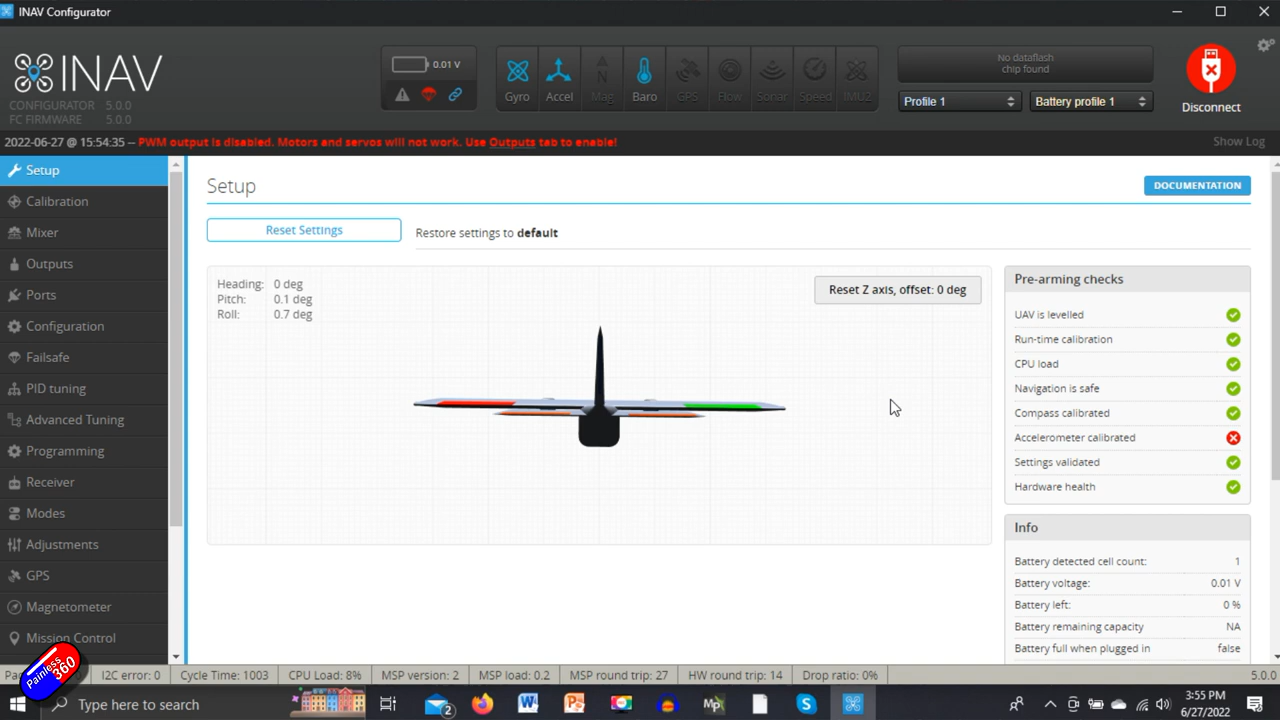 INAV Configurator
INAV
CONFIGURATOR 5.0.0
FC FIRMWARE 5.0.0
0.01 V
Gyro Accel Mag Baro GPS Flow Sonar Speed IMU2
No dataflash
chip found
Profile 1 Battery profile 1
Disconnect
2022-06-27 @ 15:54:35 -- PWM output is disabled. Motors and servos will not work. Use Outputs tab to enable!
Show Log
Setup
Calibration
Mixer
Outputs
Ports
Configuration
Failsafe
PID tuning
Advanced Tuning
Programming
Receiver
Modes
Adjustments
GPS
Magnetometer
Mission Control
Setup
DOCUMENTATION
Reset Settings
Restore settings to default
Heading: 0 deg
Pitch: 0.1 deg
Roll: 0.7 deg
Reset Z axis, offset: 0 deg
Pre-arming checks
UAV is levelled
Run-time calibration
CPU load
Navigation is safe
Compass calibrated
Accelerometer calibrated
Settings validated
Hardware health
Info
Battery detected cell count: 1
Battery voltage: 0.01 V
Battery left: 0 %
Battery remaining capacity NA
Battery full when plugged in false
Painless360
I2C error: 0 Cycle Time: 1003 CPU Load: 8% MSP version: 2 MSP load: 0.2 MSP round trip: 27 HW round trip: 14 Drop ratio: 0% 5.0.0
Type here to search
2
3:55 PM
6/27/2022